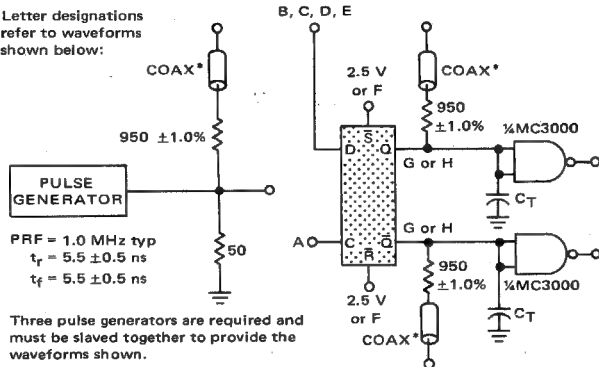 Letter designations
refer to waveforms
shown below:
B, C, D, E
COAX*
2.5 V
or F
COAX*
950 ±1.0%
950
±1.0%
¼MC3000
S̅
D
Q
G or H
C_T
PULSE
GENERATOR
PRF = 1.0 MHz typ
t_r = 5.5 ±0.5 ns
t_f = 5.5 ±0.5 ns
50
G or H
A
C
Q̅
R̅
950
±1.0%
¼MC3000
2.5 V
or F
COAX*
C_T
Three pulse generators are required and
must be slaved together to provide the
waveforms shown.